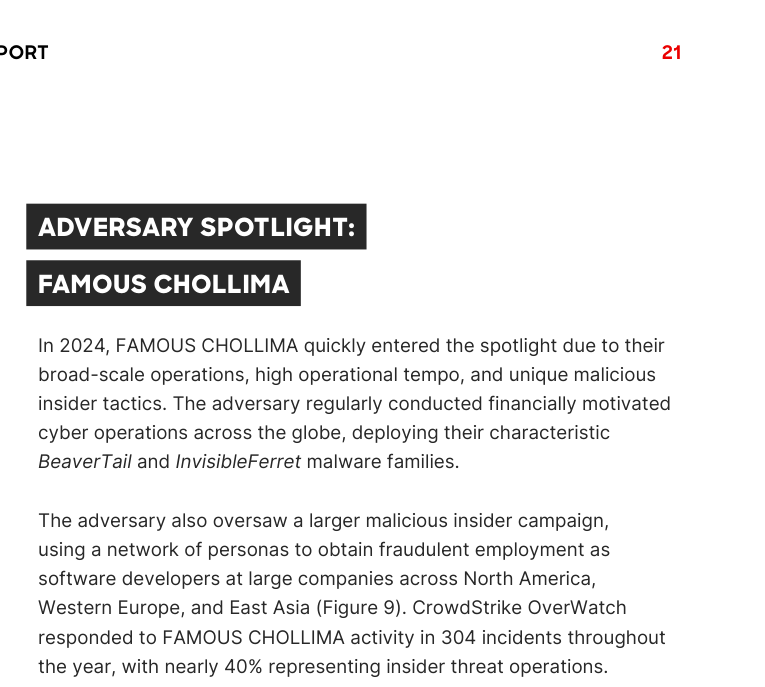 PORT
21
ADVERSARY SPOTLIGHT:
FAMOUS CHOLLIMA
In 2024, FAMOUS CHOLLIMA quickly entered the spotlight due to their
broad-scale operations, high operational tempo, and unique malicious
insider tactics. The adversary regularly conducted financially motivated
cyber operations across the globe, deploying their characteristic
BeaverTail and InvisibleFerret malware families.
The adversary also oversaw a larger malicious insider campaign,
using a network of personas to obtain fraudulent employment as
software developers at large companies across North America,
Western Europe, and East Asia (Figure 9). CrowdStrike OverWatch
responded to FAMOUS CHOLLIMA activity in 304 incidents throughout
the year, with nearly 40% representing insider threat operations.